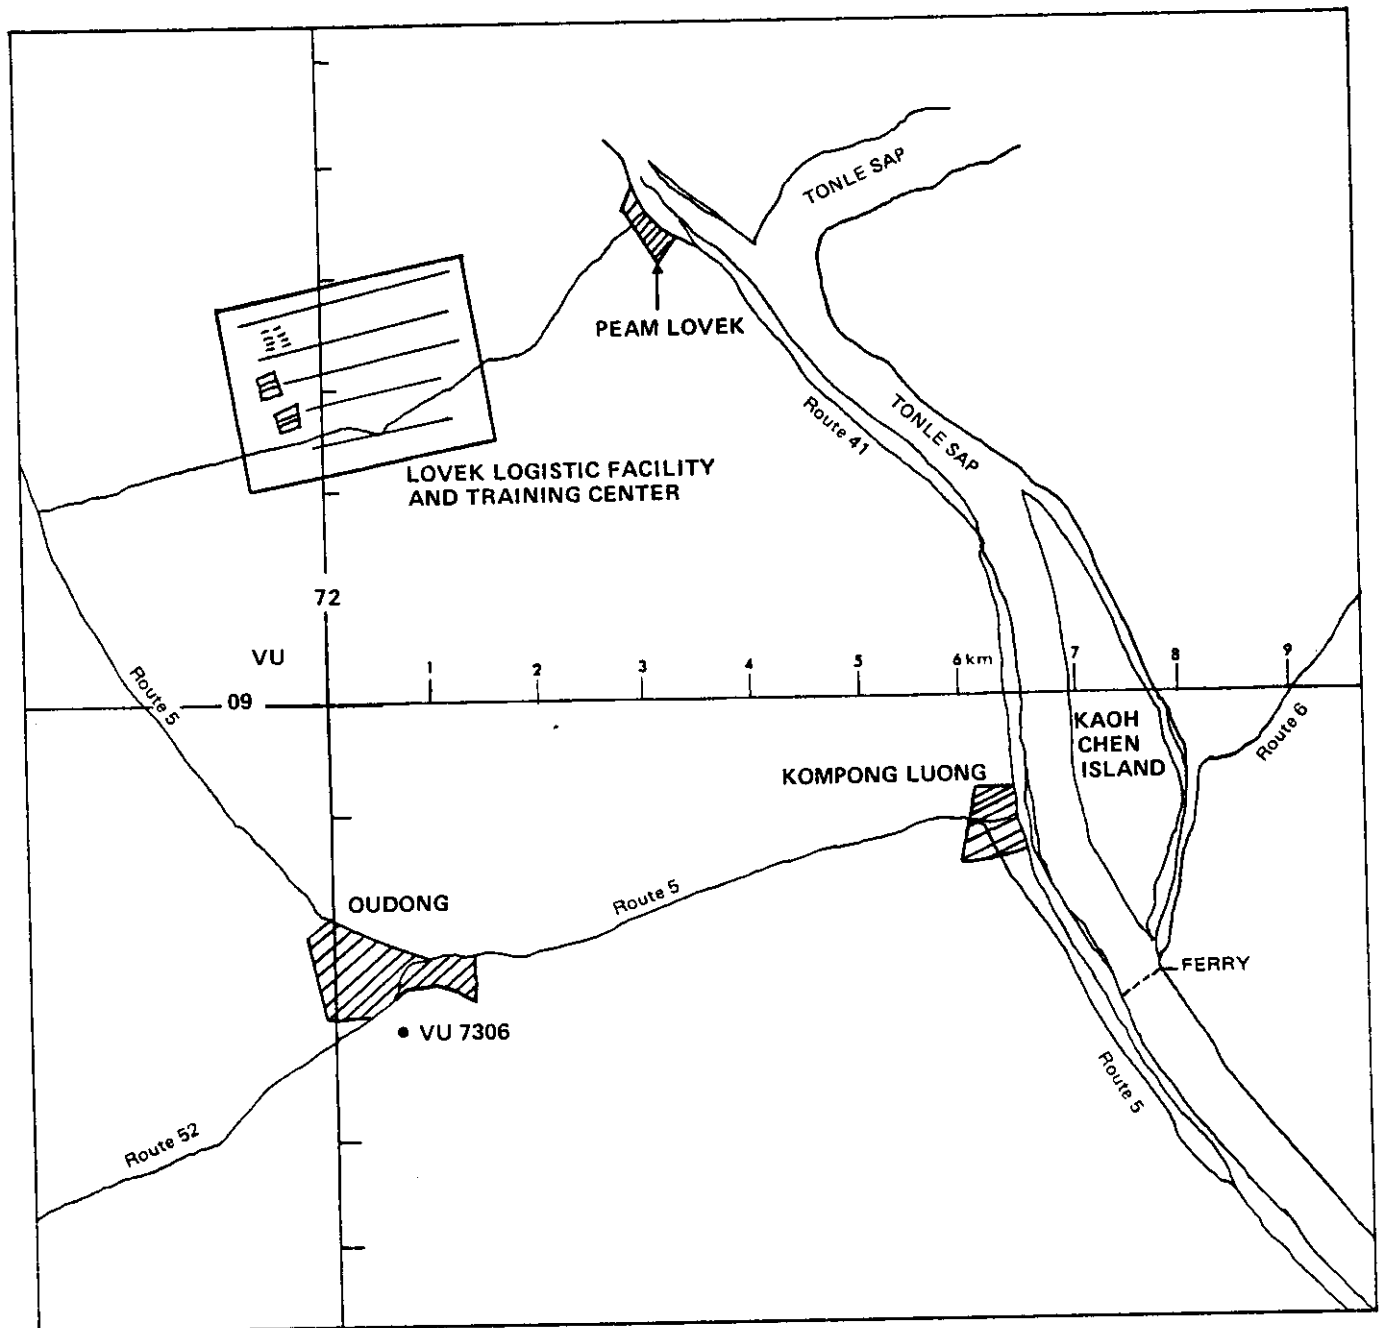 TONLE SAP
PEAM LOVEK
Route 41
TONLE SAP
LOVEK LOGISTIC FACILITY
AND TRAINING CENTER
72
VU
1
2
3
4
5
6 km
7
8
9
Route 5
09
KAOH
CHEN
ISLAND
Route 6
KOMPONG LUONG
OUDONG
Route 5
FERRY
VU 7306
Route 5
Route 52